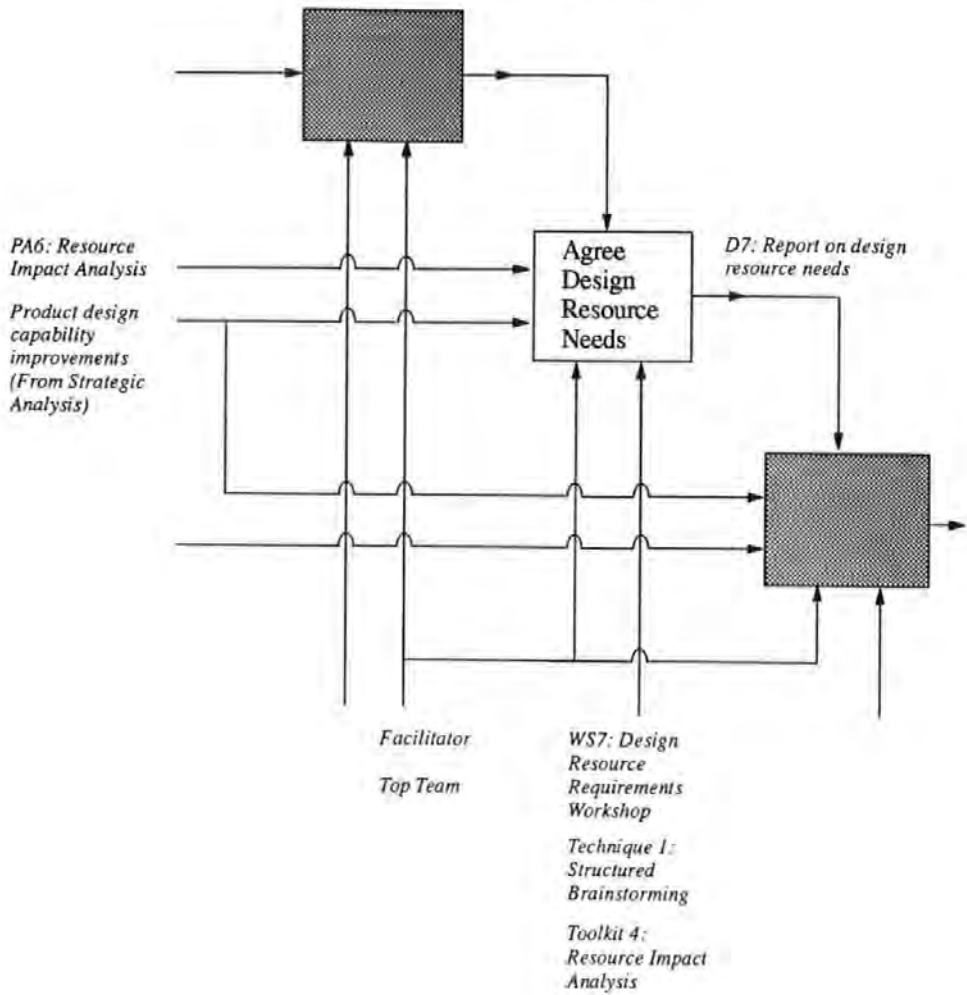 PA6: Resource
Impact Analysis
Product design
capability
improvements
(From Strategic
Analysis)
Agree
Design
Resource
Needs
D7: Report on design
resource needs
Facilitator
Top Team
WS7: Design
Resource
Requirements
Workshop
Technique 1:
Structured
Brainstorming
Toolkit 4:
Resource Impact
Analysis